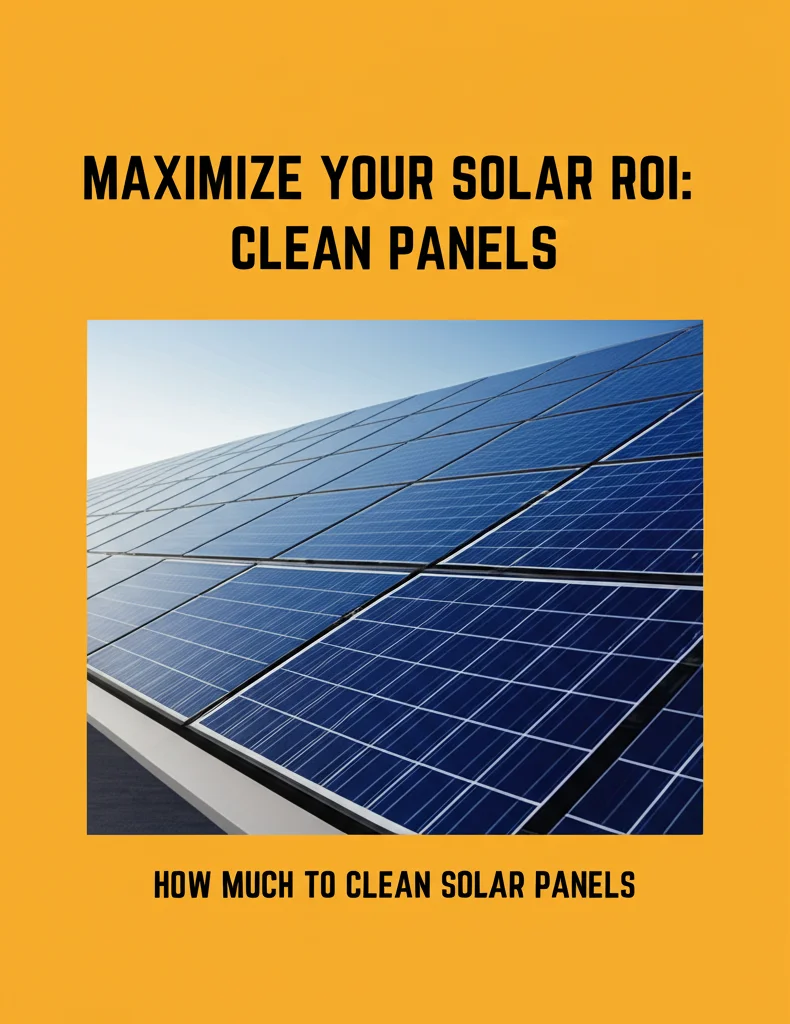 MAXIMIZE YOUR SOLAR ROI:
CLEAN PANELS
HOW MUCH TO CLEAN SOLAR PANELS